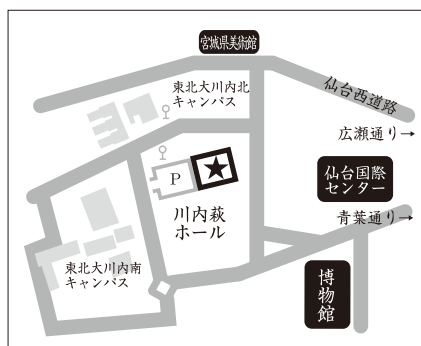 宮城県美術館
東北大川内北
キャンパス
仙台西道路
広瀬通り→
P
仙台国際
センター
川内萩
ホール
青葉通り→
東北大川内南
キャンパス
博物館